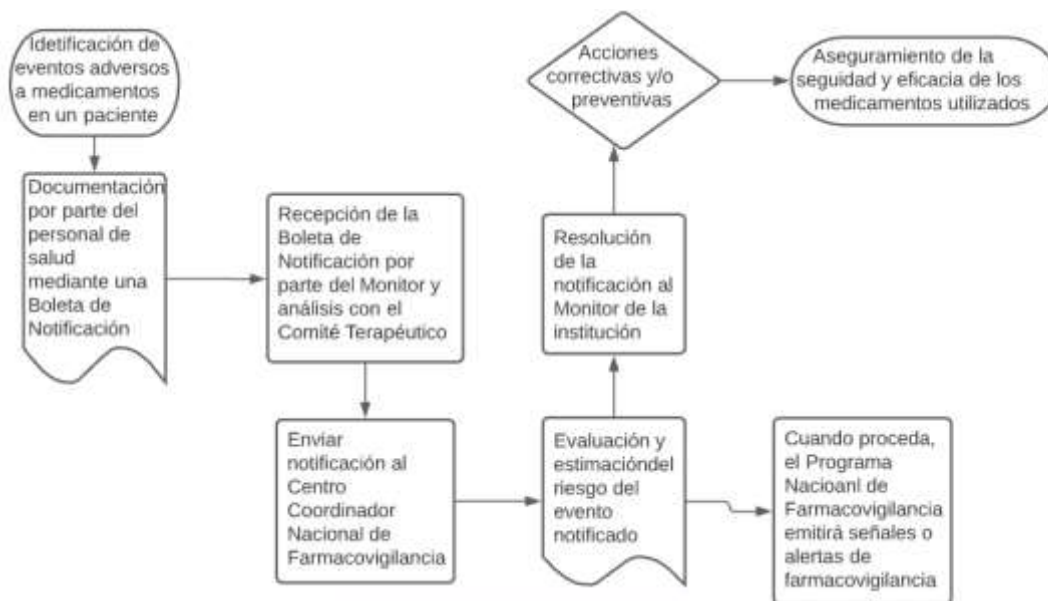 Idetificación de
eventos adversos
a medicamentos
en un paciente
Documentación
por parte del
personal de
salud
mediante una
Boleta de
Notificación
Recepción de la
Boleta de
Notificación por
parte del Monitor y
análisis con el
Comité Terapéutico
Enviar
notificación al
Centro
Coordinador
Nacional de
Farmacovigilancia
Evaluación y
estimacióndel
riesgo del
evento
notificado
Cuando proceda,
el Programa
Nacioanl de
Farmacovigilancia
emitirá señales o
alertas de
farmacovigilancia
Resolución
de la
notificación al
Monitor de la
institución
Acciones
correctivas y/o
preventivas
Aseguramiento de la
seguidad y eficacia de los
medicamentos utilizados